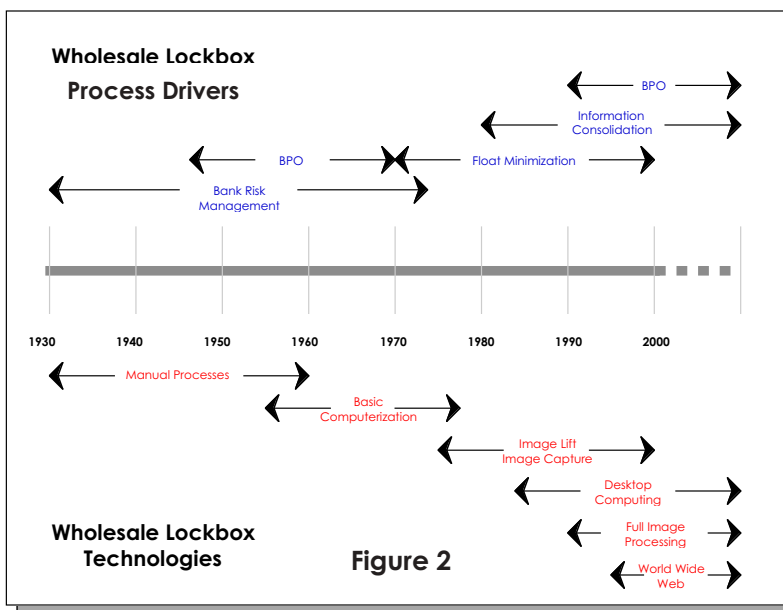 Wholesale Lockbox
Process Drivers
BPO
Information
Consolidation
BPO
Float Minimization
Bank Risk
Management
1930 1940 1950 1960 1970 1980 1990 2000
Manual Processes
Basic
Computerization
Image Lift
Image Capture
Desktop
Computing
Full Image
Processing
World Wide
Web
Wholesale Lockbox
Technologies
Figure 2